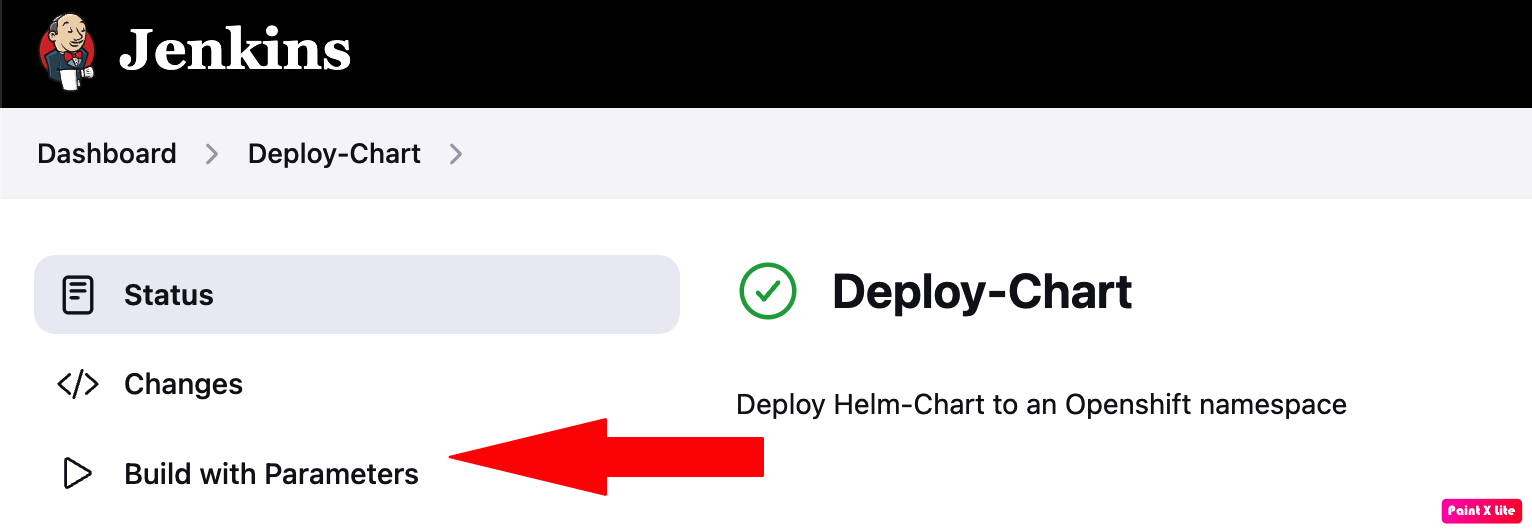 Jenkins
Dashboard
Deploy-Chart
Status
Deploy-Chart
Changes
Deploy Helm-Chart to an Openshift namespace
Build with Parameters
Paint X Lite